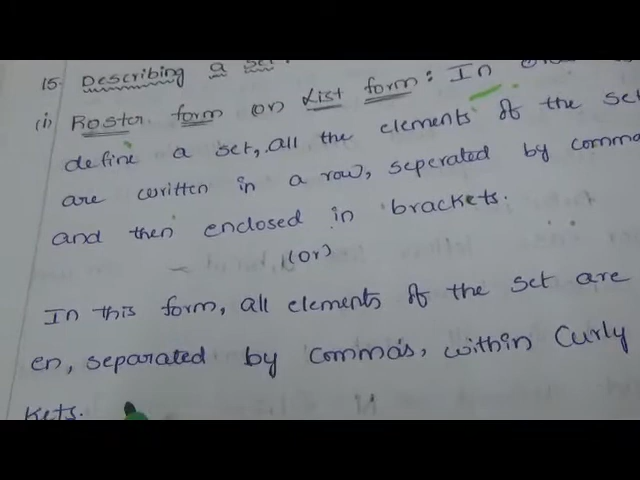 15. Describing a set:
(i) Roster form (or) List form: In
define a set, all the elements of the set
are written in a row, seperated by comma
and then enclosed in brackets.
(or)
In this form, all elements of the set are
en, separated by commas, within Curly
kets.